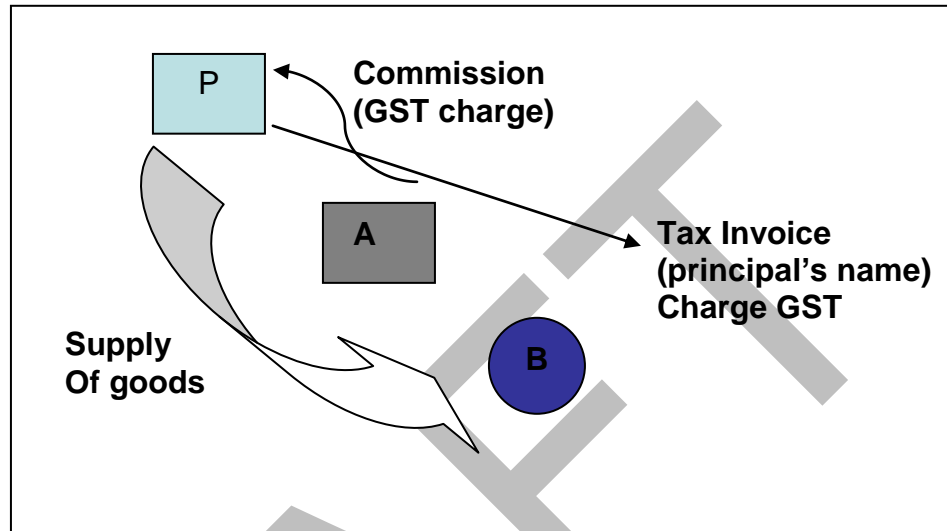 P
Commission
(GST charge)
A
Tax Invoice
(principal's name)
Charge GST
Supply
Of goods
B